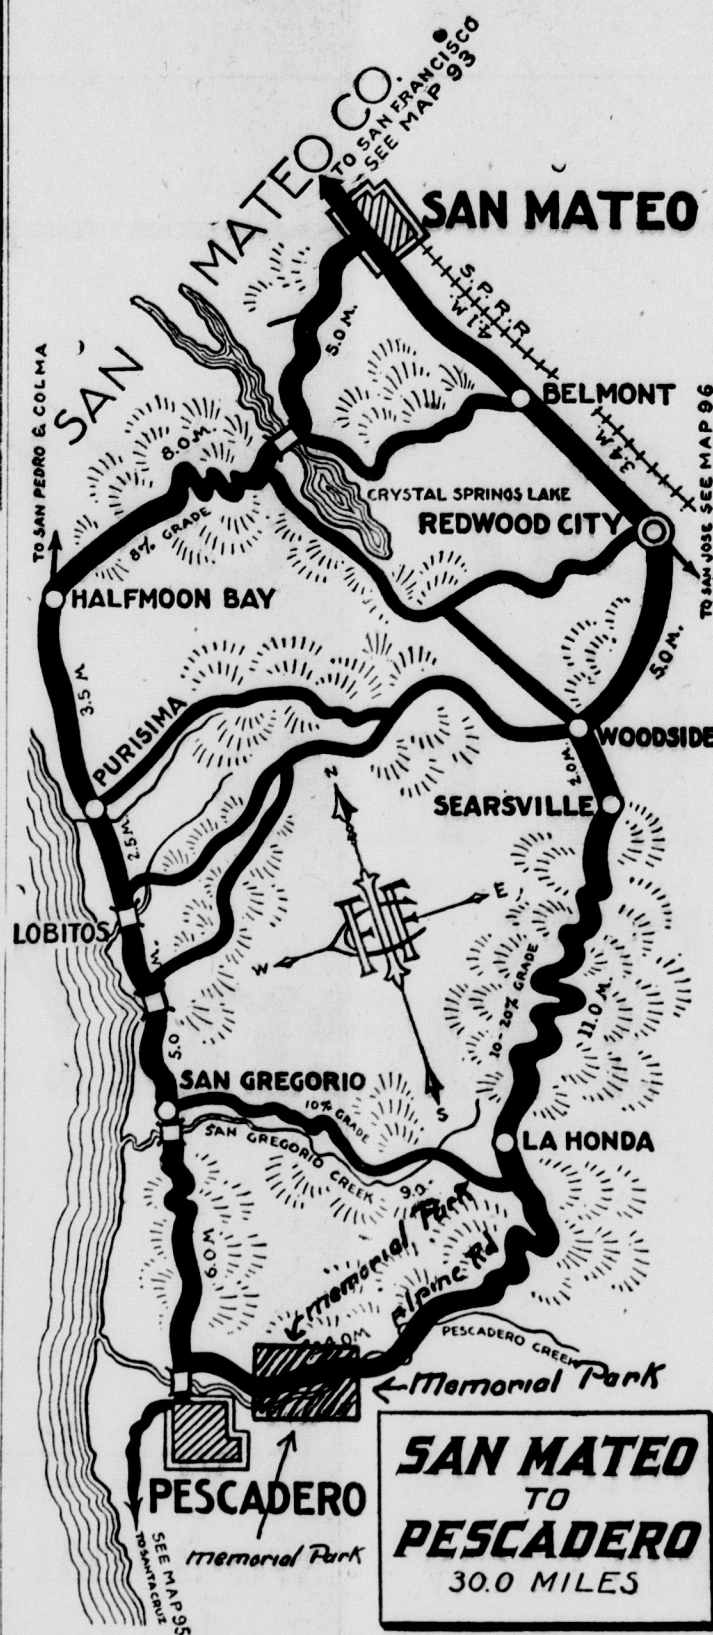 SAN MATEO CO.
TO SAN FRANCISCO
SEE MAP 93
SAN MATEO
S.P.R.R.
4.1 M.
5.0 M.
BELMONT
3.4 M.
TO SAN JOSE SEE MAP 96
TO SAN PEDRO & COLMA
8.0 M.
8% GRADE
CRYSTAL SPRINGS LAKE
REDWOOD CITY
HALFMOON BAY
5.0 M.
3.5 M
PURISIMA
WOODSIDE
2.0 M.
SEARSVILLE
N
2.5 M.
E
LOBITOS
W
10-20% GRADE
11.0 M.
5.0 M.
S
SAN GREGORIO
10% GRADE
SAN GREGORIO CREEK
9.0
LA HONDA
6.0 M
Memorial Park
Alpine Rd
PESCADERO CREEK
Memorial Park
PESCADERO
Memorial Park
SEE MAP 95
TO SANTA CRUZ
SAN MATEO
TO
PESCADERO
30.0 MILES